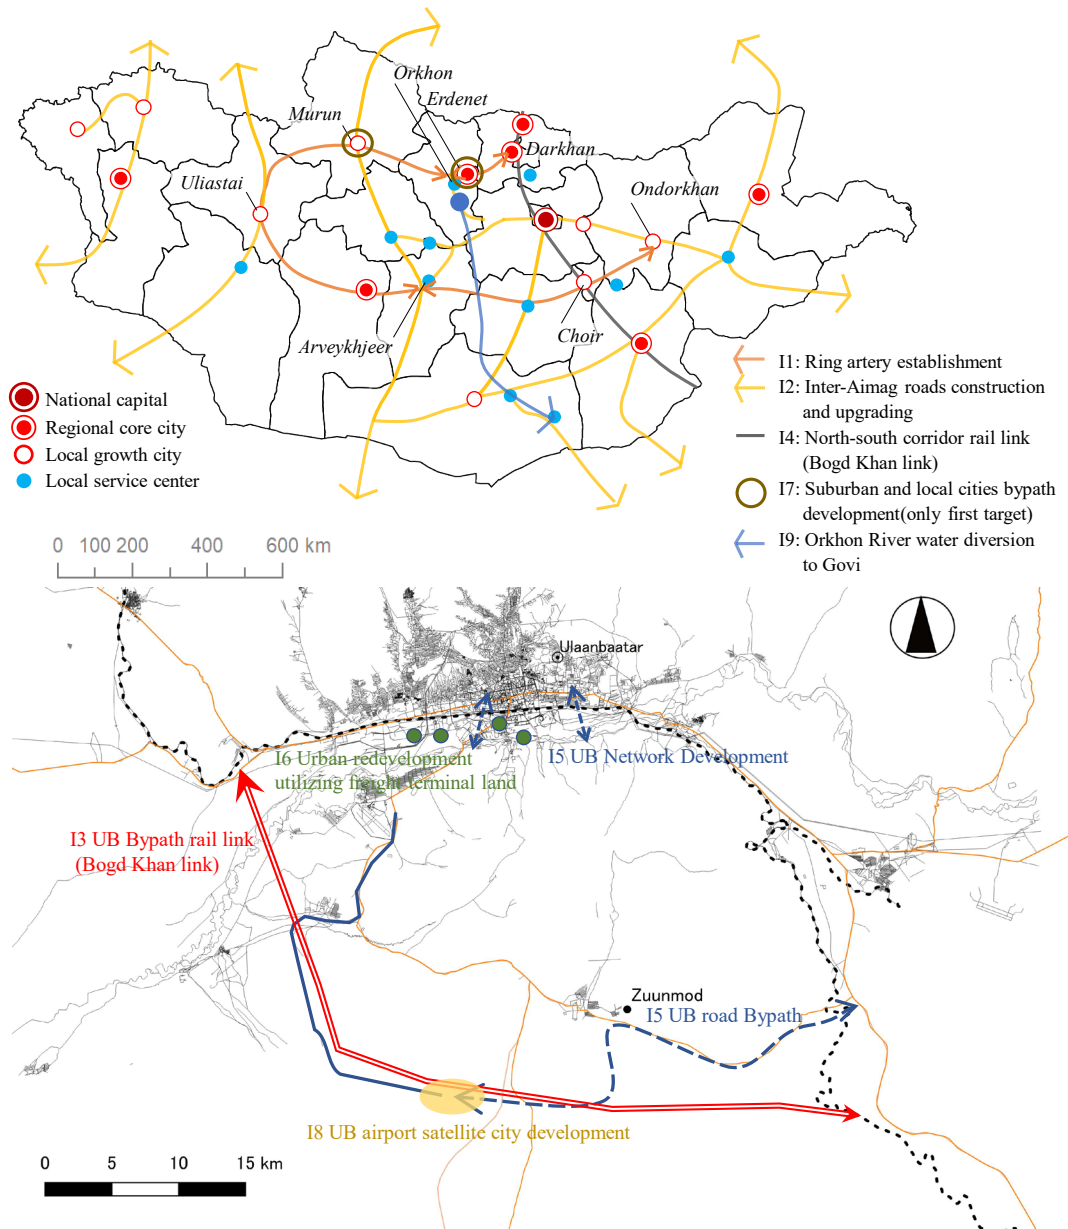 Orkhon
Erdenet
Murun
Darkhan
Uliastai
Ondorkhan
Choir
Arveykhjeer
National capital
Regional core city
Local growth city
Local service center
I1: Ring artery establishment
I2: Inter-Aimag roads construction
and upgrading
I4: North-south corridor rail link
(Bogd Khan link)
I7: Suburban and local cities bypath
development(only first target)
I9: Orkhon River water diversion
to Govi
0 100 200 400 600 km
Ulaanbaatar
I6 Urban redevelopment
utilizing freight terminal land
I5 UB Network Development
I3 UB Bypath rail link
(Bogd Khan link)
Zuunmod
I5 UB road Bypath
I8 UB airport satellite city development
0 5 10 15 km